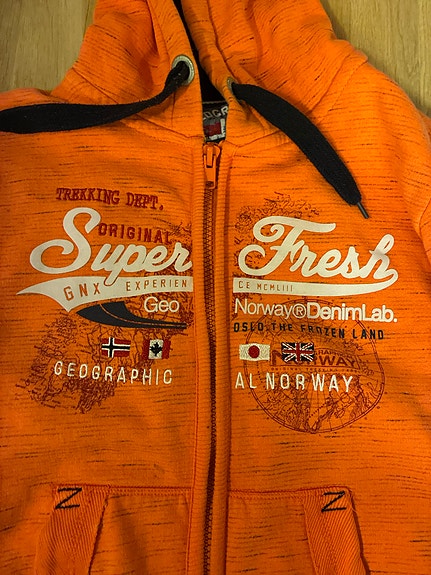 TREKKING DEPT.
ORIGINAL
Super Fresh
GNX EXPERIEN CE MCMLIII
Geo Norway®DenimLab.
OSLO THE FROZEN LAND
NORWAY
GEOGRAPHIC AL NORWAY